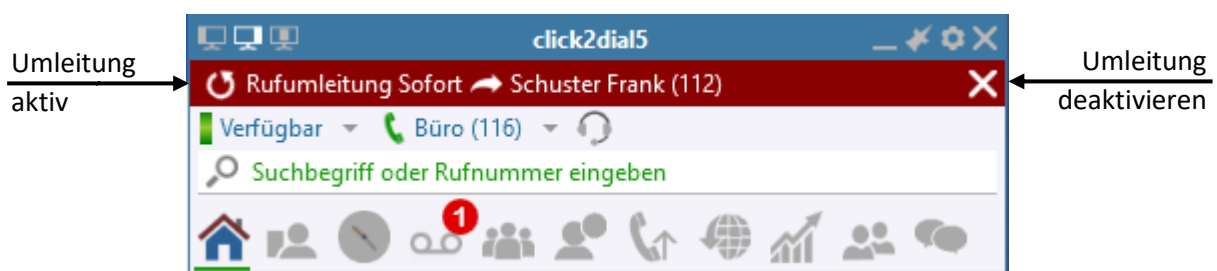 click2dial5
Umleitung
aktiv
Rufumleitung Sofort Schuster Frank (112)
Umleitung
deaktivieren
Verfügbar Büro (116)
Suchbegriff oder Rufnummer eingeben
1